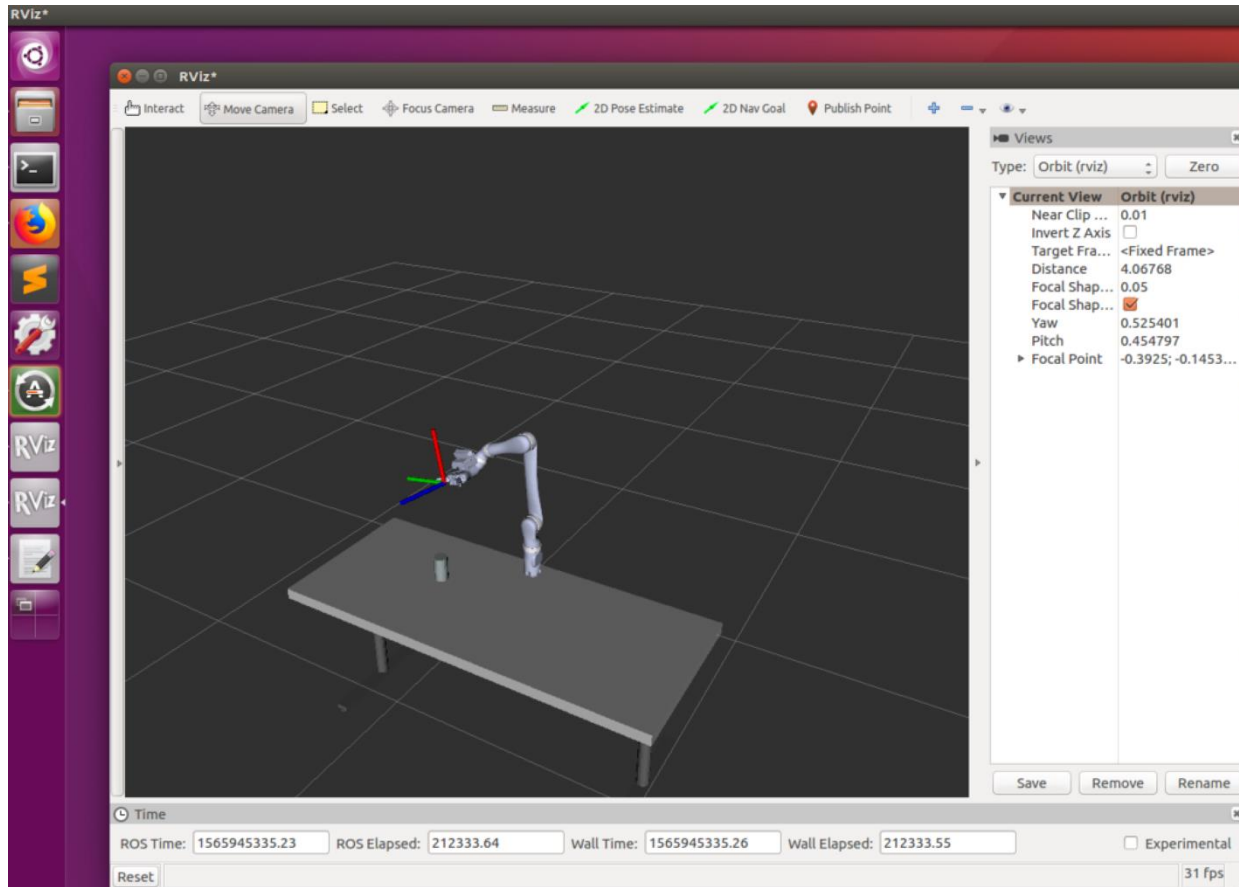 RViz*
RViz*
Interact Move Camera Select Focus Camera Measure 2D Pose Estimate 2D Nav Goal Publish Point
Views
Type: Orbit (rviz) Zero
Current View Orbit (rviz)
Near Clip ... 0.01
Invert Z Axis
Target Fra... <Fixed Frame>
Distance 4.06768
Focal Shap... 0.05
Focal Shap...
Yaw 0.525401
Pitch 0.454797
Focal Point -0.3925; -0.1453...
RViz
RViz
Save Remove Rename
Time
ROS Time: 1565945335.23 ROS Elapsed: 212333.64 Wall Time: 1565945335.26 Wall Elapsed: 212333.55 Experimental
Reset 31 fps